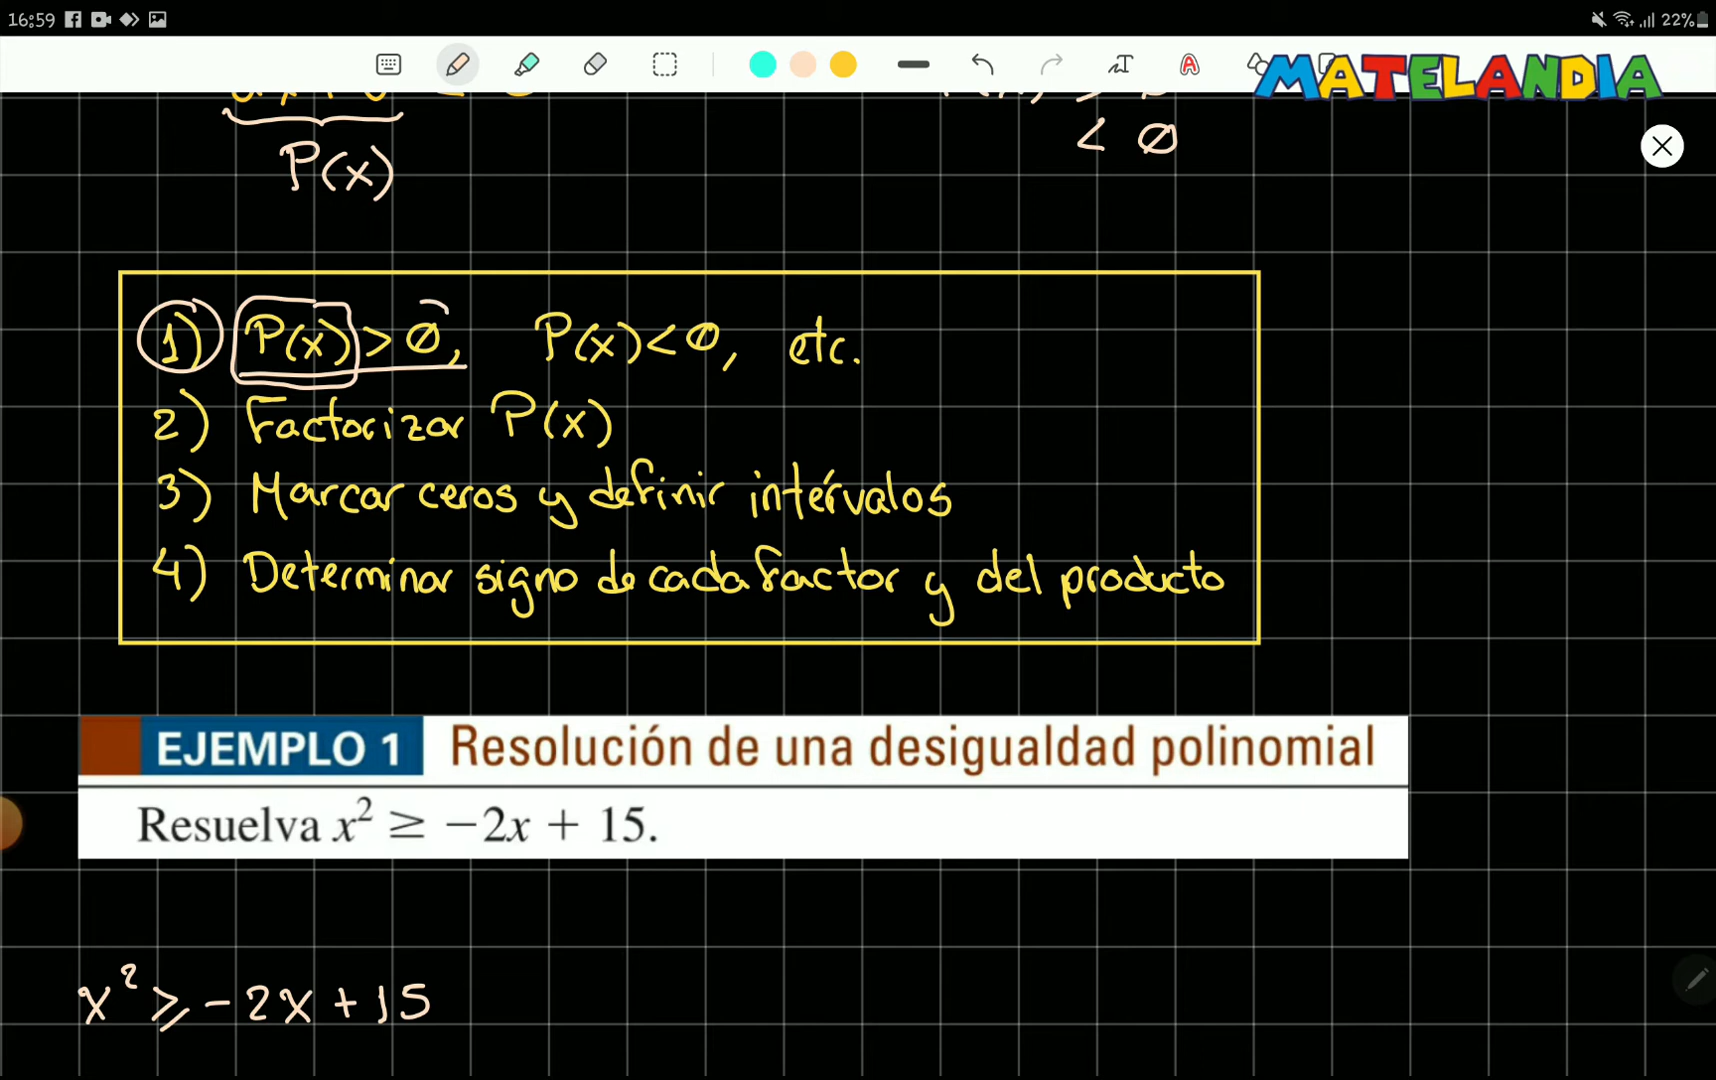 16:59 22%
MATELANDIA
< 0
P(x)
1) P(x) > 0, P(x) < 0, etc.
2) Factorizar P(x)
3) Marcar ceros y definir intérvalos
4) Determinar signo de cada factor y del producto
EJEMPLO 1 Resolución de una desigualdad polinomial
Resuelva x² ≥ −2x + 15.
x² ≥ −2x + 15